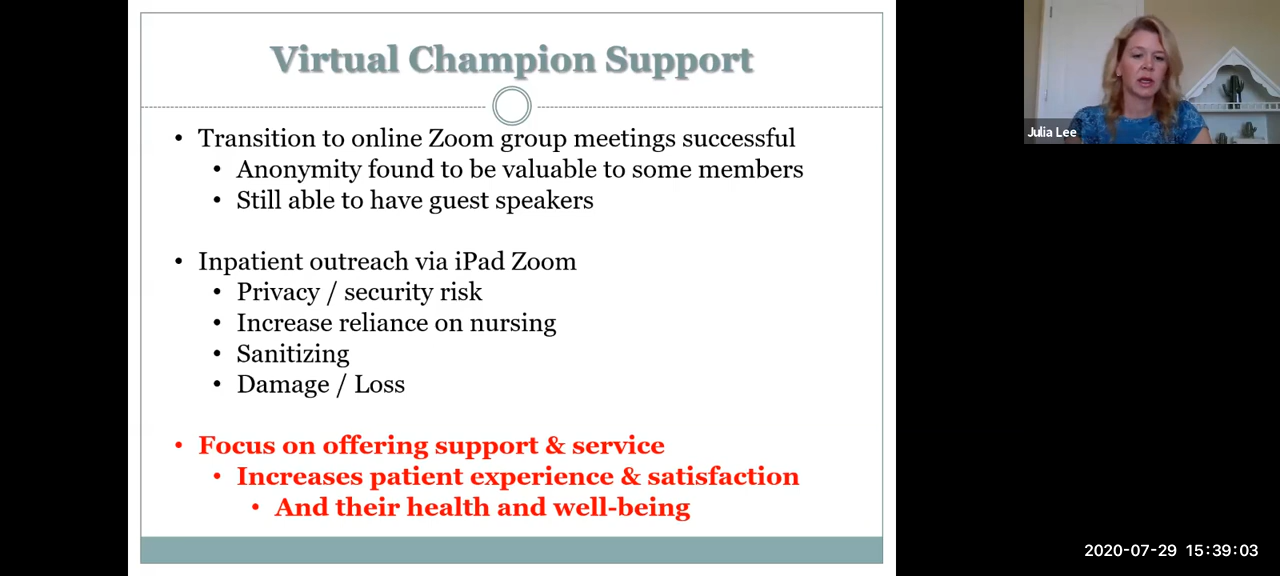 Virtual Champion Support
• Transition to online Zoom group meetings successful
• Anonymity found to be valuable to some members
• Still able to have guest speakers
• Inpatient outreach via iPad Zoom
• Privacy / security risk
• Increase reliance on nursing
• Sanitizing
• Damage / Loss
• Focus on offering support & service
• Increases patient experience & satisfaction
• And their health and well-being
Julia Lee
2020-07-29 15:39:03